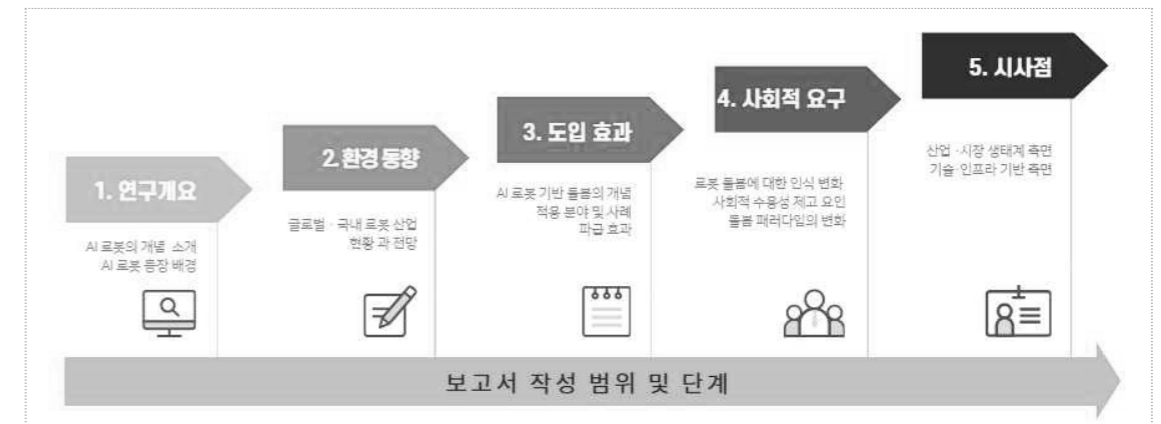 1. 연구개요
AI 로봇의 개념 소개
AI 로봇 등장 배경
2.환경 동향
글로벌 · 국내 로봇 산업
현황 과 전망
3. 도입 효과
AI 로봇 기반 돌봄의 개념
적용 분야 및 사례
파급 효과
4. 사회적 요구
로봇 돌봄에 대한 인식 변화
사회적 수용성 제고 요인
돌봄 패러다임의 변화
5. 시사점
산업 ·시장 생태계 측면
기술·인프라 기반 측면
보고서 작성 범위 및 단계